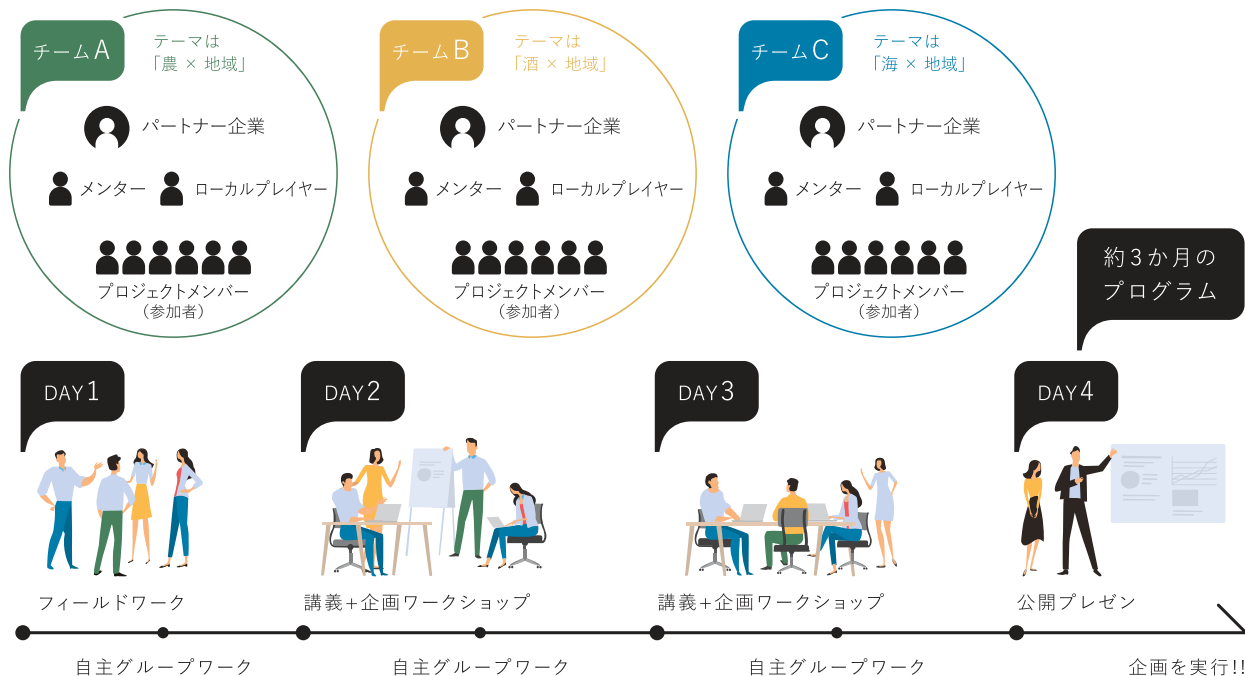 チームA
テーマは
「農 × 地域」
パートナー企業
メンター
ローカルプレイヤー
プロジェクトメンバー
（参加者）
チームB
テーマは
「酒 × 地域」
パートナー企業
メンター
ローカルプレイヤー
プロジェクトメンバー
（参加者）
チームC
テーマは
「海 × 地域」
パートナー企業
メンター
ローカルプレイヤー
プロジェクトメンバー
（参加者）
約3か月の
プログラム
DAY1
DAY2
DAY3
DAY4
フィールドワーク
講義+企画ワークショップ
講義+企画ワークショップ
公開プレゼン
自主グループワーク
自主グループワーク
自主グループワーク
企画を実行!!